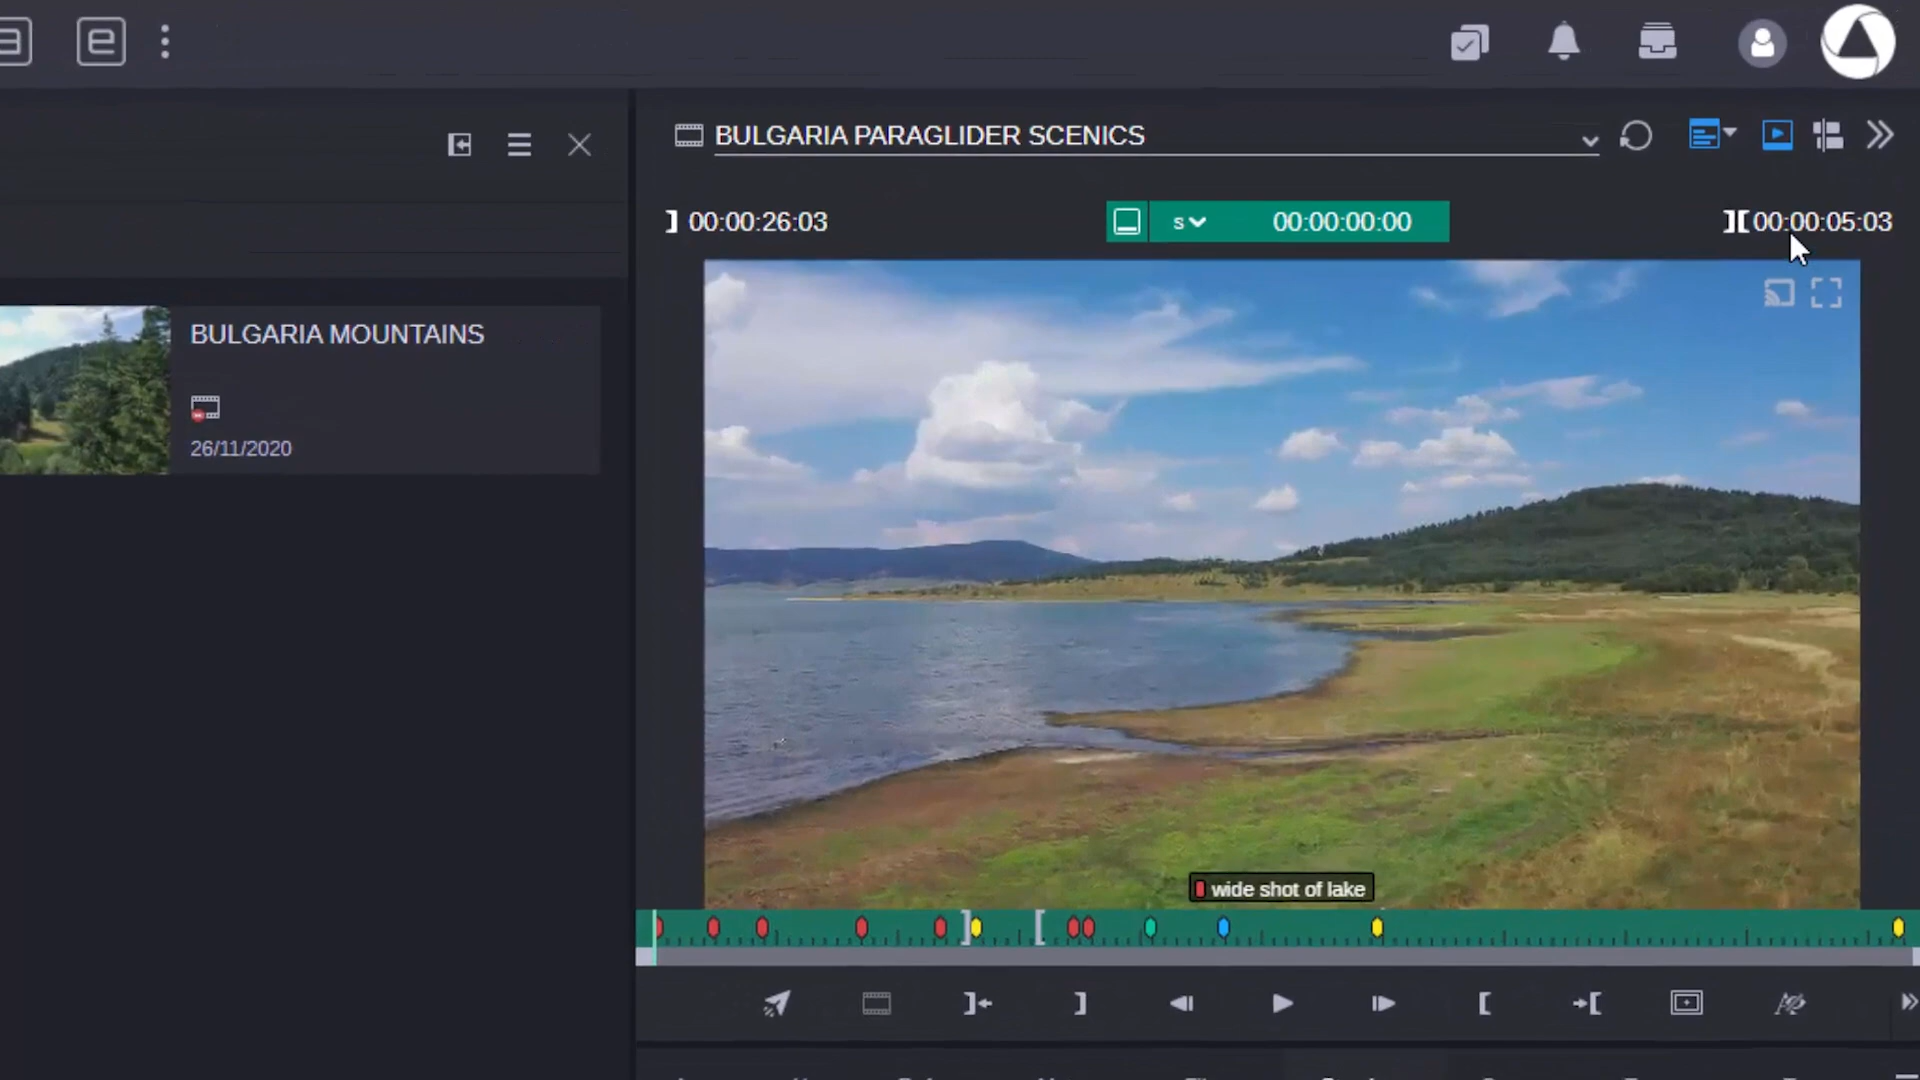 a e
BULGARIA PARAGLIDER SCENICS
] 00:00:26:03
s 00:00:00:00
][ 00:00:05:03
BULGARIA MOUNTAINS
26/11/2020
wide shot of lake